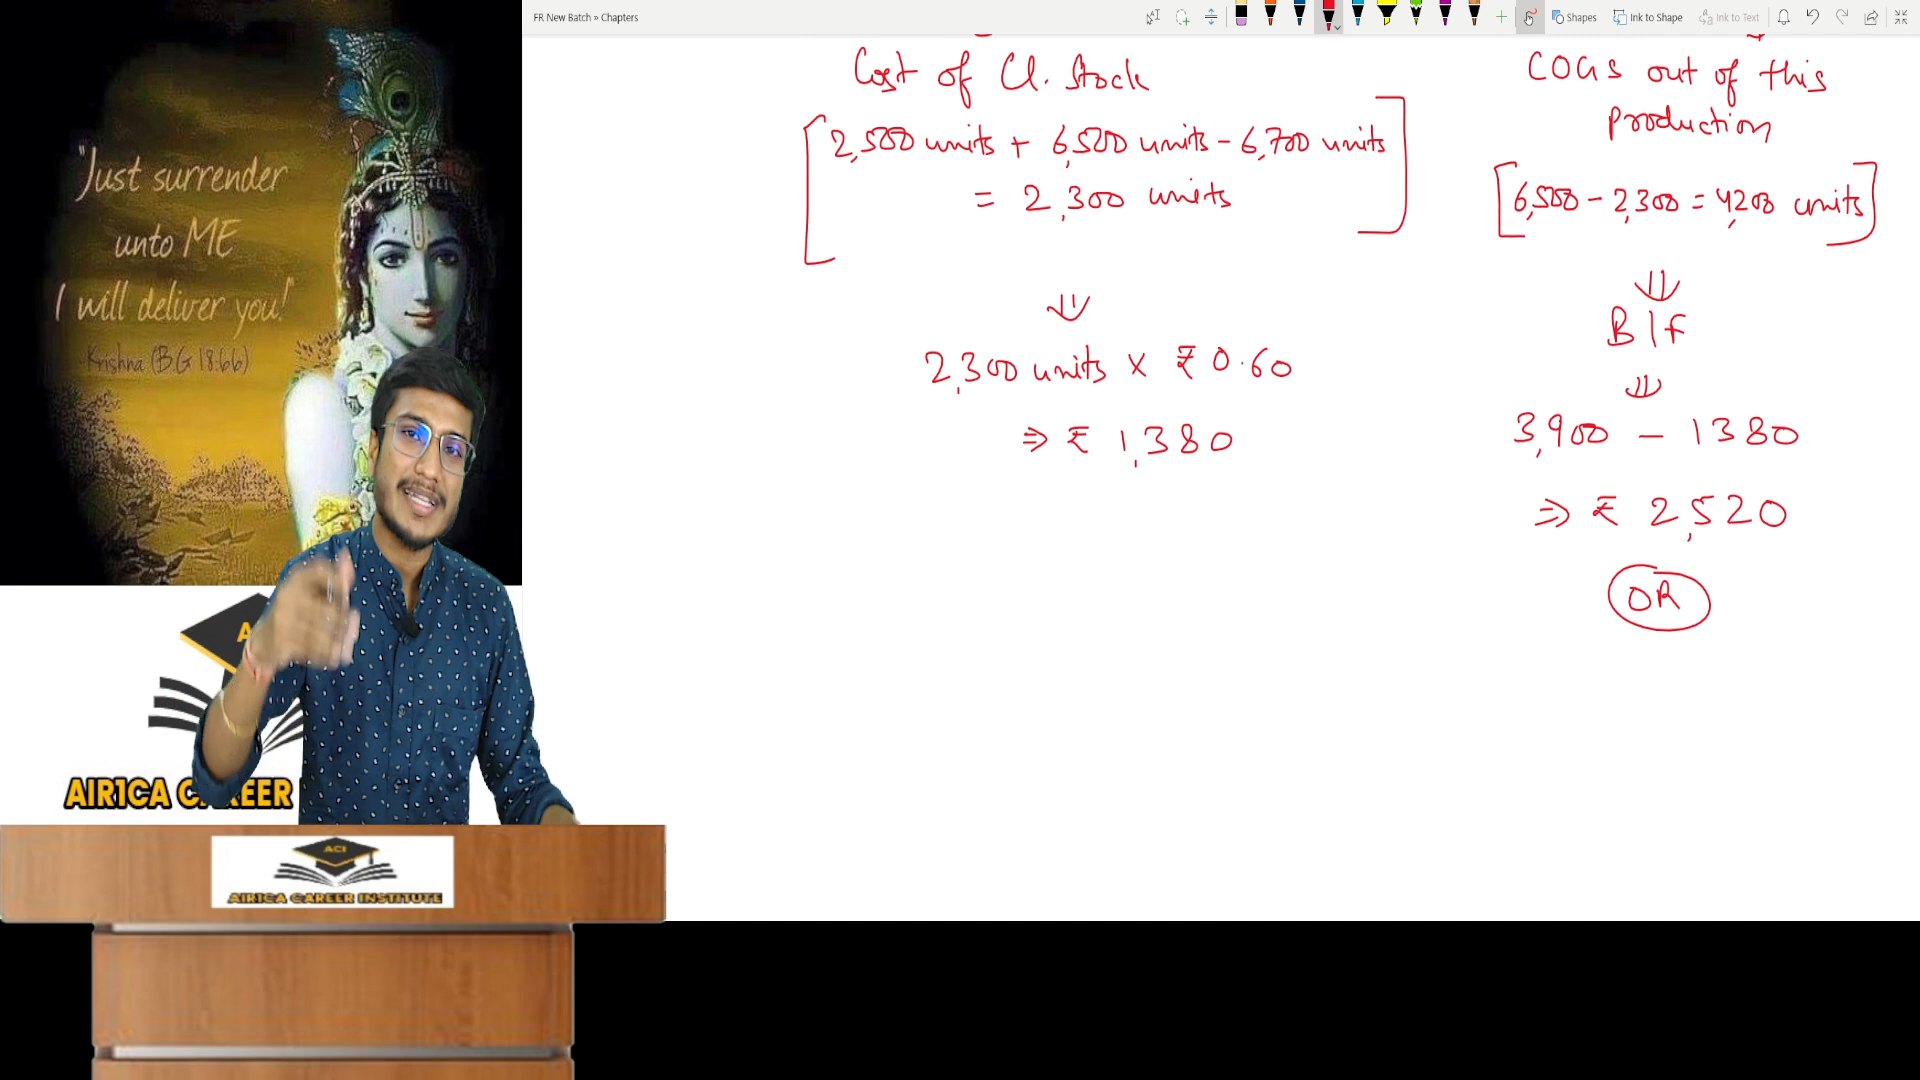 FR New Batch » Chapters
Shapes
Ink to Shape
Ink to Text
"Just surrender
unto ME
I will deliver you!"
- Krishna (B.G 18.66)
Cost of Cl. Stock
2,500 units + 6,500 units - 6,700 units
= 2,300 units
2,300 units × ₹ 0.60
⇒ ₹ 1,380
COGS out of this
production
6,500 - 2,300 = 4,200 units
B/f
3,900 - 1380
⇒ ₹ 2,520
OR
AIR1CA
ACI
AIR1CA CAREER INSTITUTE